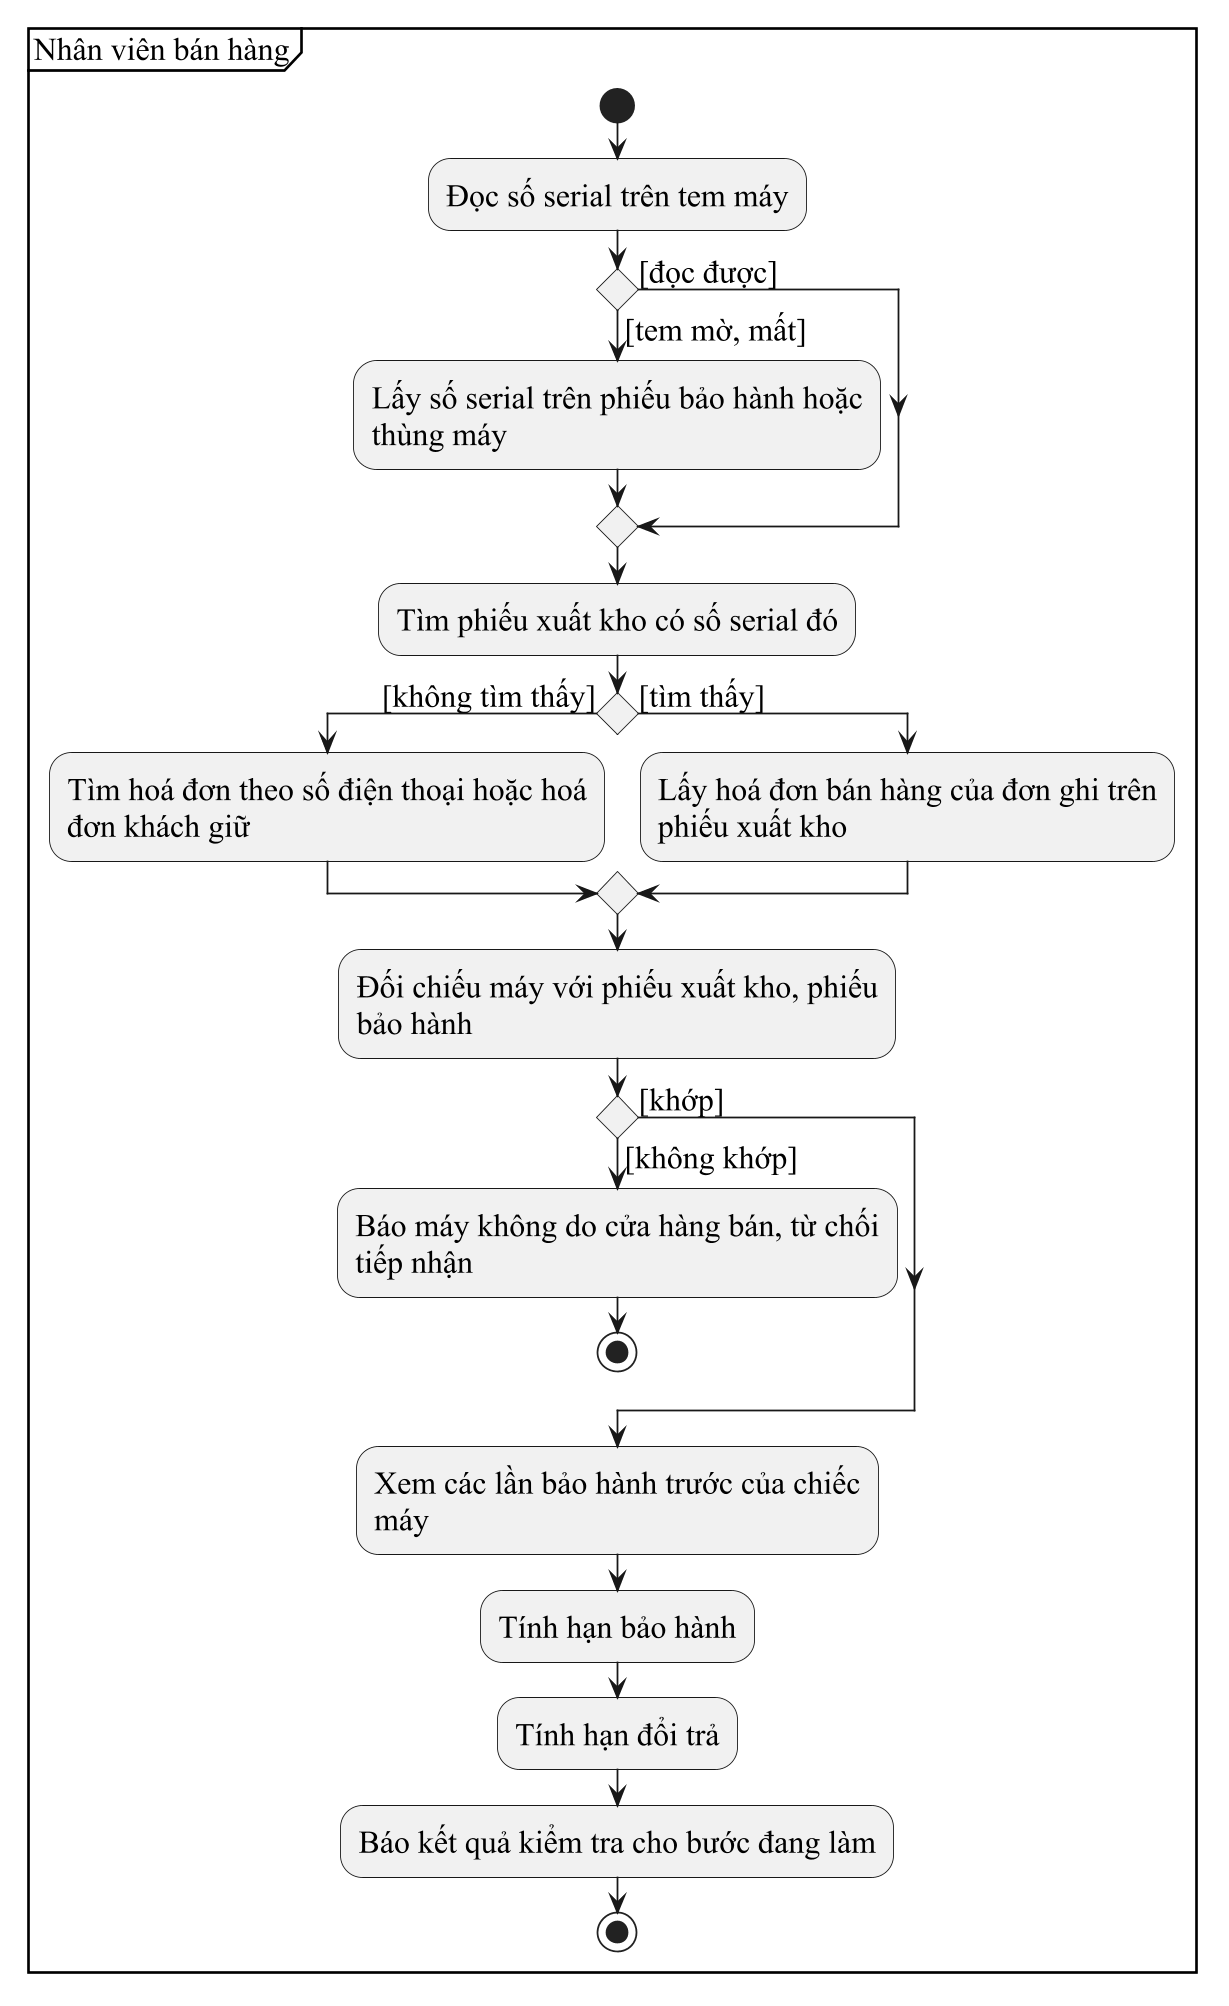 Nhân viên bán hàng
Đọc số serial trên tem máy
[đọc được]
[tem mờ, mất]
Lấy số serial trên phiếu bảo hành hoặc
thùng máy
Tìm phiếu xuất kho có số serial đó
[không tìm thấy]
[tìm thấy]
Tìm hoá đơn theo số điện thoại hoặc hoá
đơn khách giữ
Lấy hoá đơn bán hàng của đơn ghi trên
phiếu xuất kho
Đối chiếu máy với phiếu xuất kho, phiếu
bảo hành
[khớp]
[không khớp]
Báo máy không do cửa hàng bán, từ chối
tiếp nhận
Xem các lần bảo hành trước của chiếc
máy
Tính hạn bảo hành
Tính hạn đổi trả
Báo kết quả kiểm tra cho bước đang làm